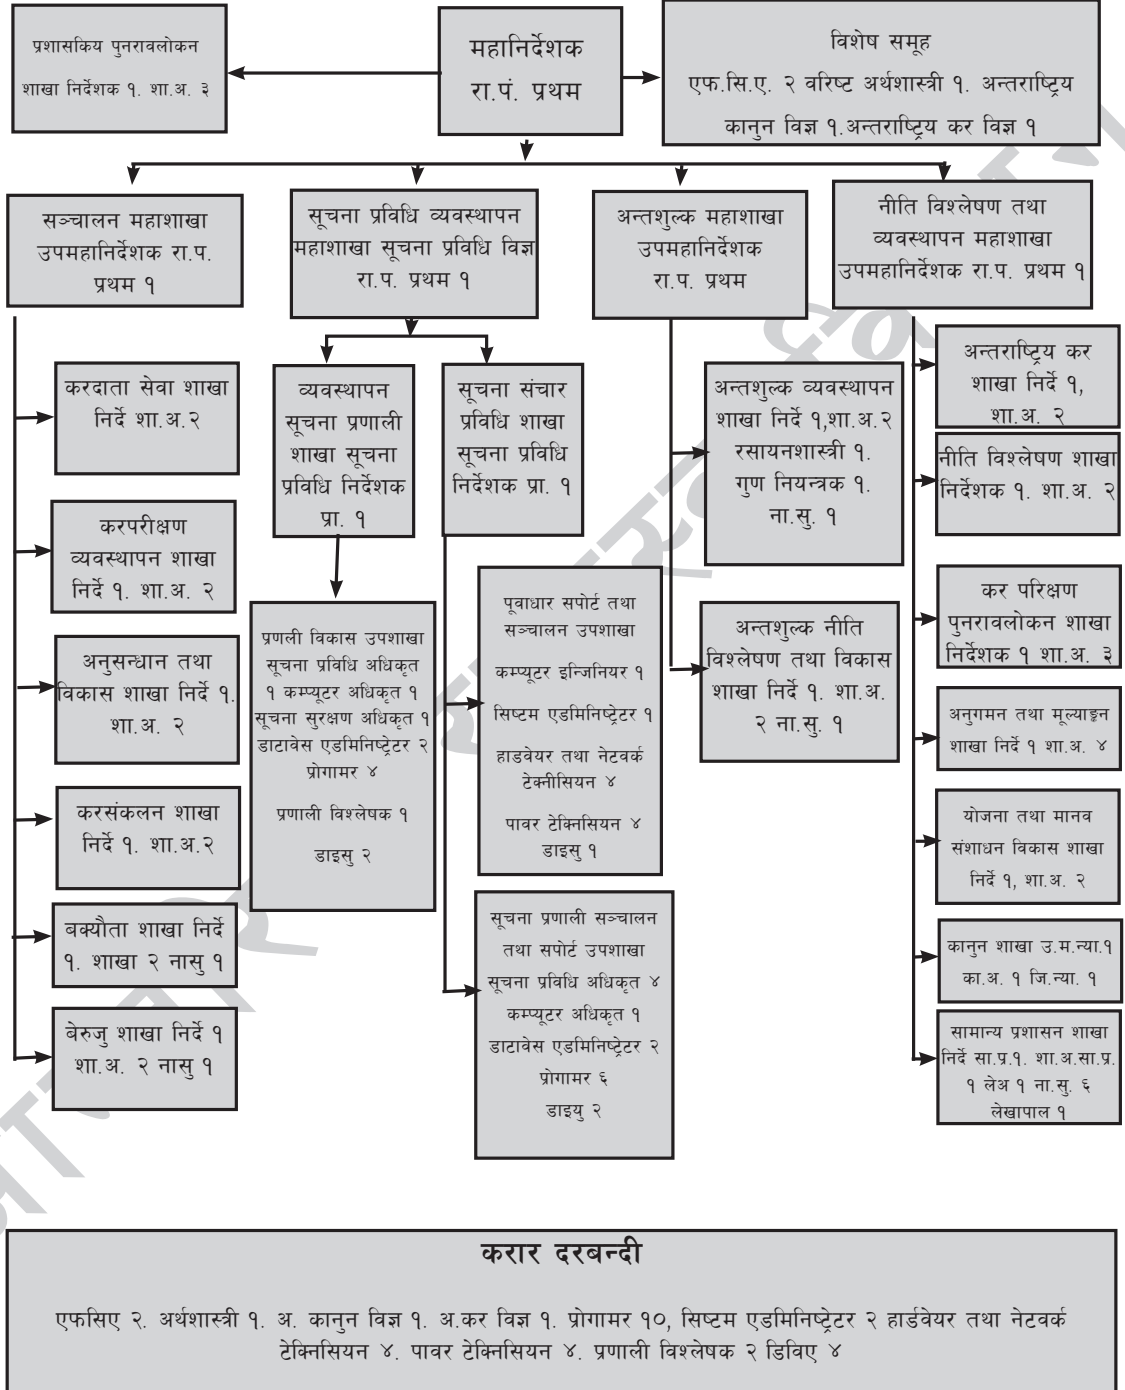 प्रशासकिय पुनरावलोकन
शाखा निर्देशक १. शा.अ. ३
महानिर्देशक
रा.पं. प्रथम
विशेष समूह
एफ.सि.ए. २ वरिष्ट अर्थशास्त्री १. अन्तराष्ट्रिय
कानुन विज्ञ १.अन्तराष्ट्रिय कर विज्ञ १
सञ्चालन महाशाखा
उपमहानिर्देशक रा.प.
प्रथम १
सूचना प्रविधि व्यवस्थापन
महाशाखा सूचना प्रविधि विज्ञ
रा.प. प्रथम १
अन्तशुल्क महाशाखा
उपमहानिर्देशक
रा.प. प्रथम
नीति विश्लेषण तथा
व्यवस्थापन महाशाखा
उपमहानिर्देशक रा.प. प्रथम १
करदाता सेवा शाखा
निर्दे शा.अ.२
करपरीक्षण
व्यवस्थापन शाखा
निर्दे १. शा.अ. २
अनुसन्धान तथा
विकास शाखा निर्दे १.
शा.अ. २
करसंकलन शाखा
निर्दे १. शा.अ.२
बक्यौता शाखा निर्दे
१. शाखा २ नासु १
बेरुजु शाखा निर्दे १
शा.अ. २ नासु १
व्यवस्थापन
सूचना प्रणाली
शाखा सूचना
प्रविधि निर्देशक
प्रा. १
सूचना संचार
प्रविधि शाखा
सूचना प्रविधि
निर्देशक प्रा. १
प्रणली विकास उपशाखा
सूचना प्रविधि अधिकृत
१ कम्प्यूटर अधिकृत १
सूचना सुरक्षण अधिकृत १
डाटावेस एडमिनिष्ट्रेटर २
प्रोगामर ४
प्रणाली विश्लेषक १
डाइसु २
पूवाधार सपोर्ट तथा
सञ्चालन उपशाखा
कम्प्यूटर इन्जिनियर १
सिष्टम एडमिनिष्ट्रेटर १
हाडवेयर तथा नेटवर्क
टेक्नीसियन ४
पावर टेक्निसियन ४
डाइसु १
सूचना प्रणाली सञ्चालन
तथा सपोर्ट उपशाखा
सूचना प्रविधि अधिकृत ४
कम्प्यूटर अधिकृत १
डाटावेस एडमिनिष्ट्रेटर २
प्रोगामर ६
डाइयु २
अन्तशुल्क व्यवस्थापन
शाखा निर्दे १,शा.अ.२
रसायनशास्त्री १.
गुण नियन्त्रक १.
ना.सु. १
अन्तशुल्क नीति
विश्लेषण तथा विकास
शाखा निर्दे १. शा.अ.
२ ना.सु. १
अन्तराष्ट्रिय कर
शाखा निर्दे १,
शा.अ. २
नीति विश्लेषण शाखा
निर्देशक १. शा.अ. २
कर परिक्षण
पुनरावलोकन शाखा
निर्देशक १ शा.अ. ३
अनुगमन तथा मूल्याङ्कन
शाखा निर्दे १ शा.अ. ४
योजना तथा मानव
संशाधन विकास शाखा
निर्दे १, शा.अ. २
कानुन शाखा उ.म.न्या.१
का.अ. १ जि.न्या. १
सामान्य प्रशासन शाखा
निर्दे सा.प्र.१. शा.अ.सा.प्र.
१ लेअ १ ना.सु. ६
लेखापाल १
करार दरबन्दी
एफसिए २. अर्थशास्त्री १. अ. कानुन विज्ञ १. अ.कर विज्ञ १. प्रोगामर १०, सिष्टम एडमिनिष्ट्रेटर २ हार्डवेयर तथा नेटवर्क
टेक्निसियन ४. पावर टेक्निसियन ४. प्रणाली विश्लेषक २ डिविए ४